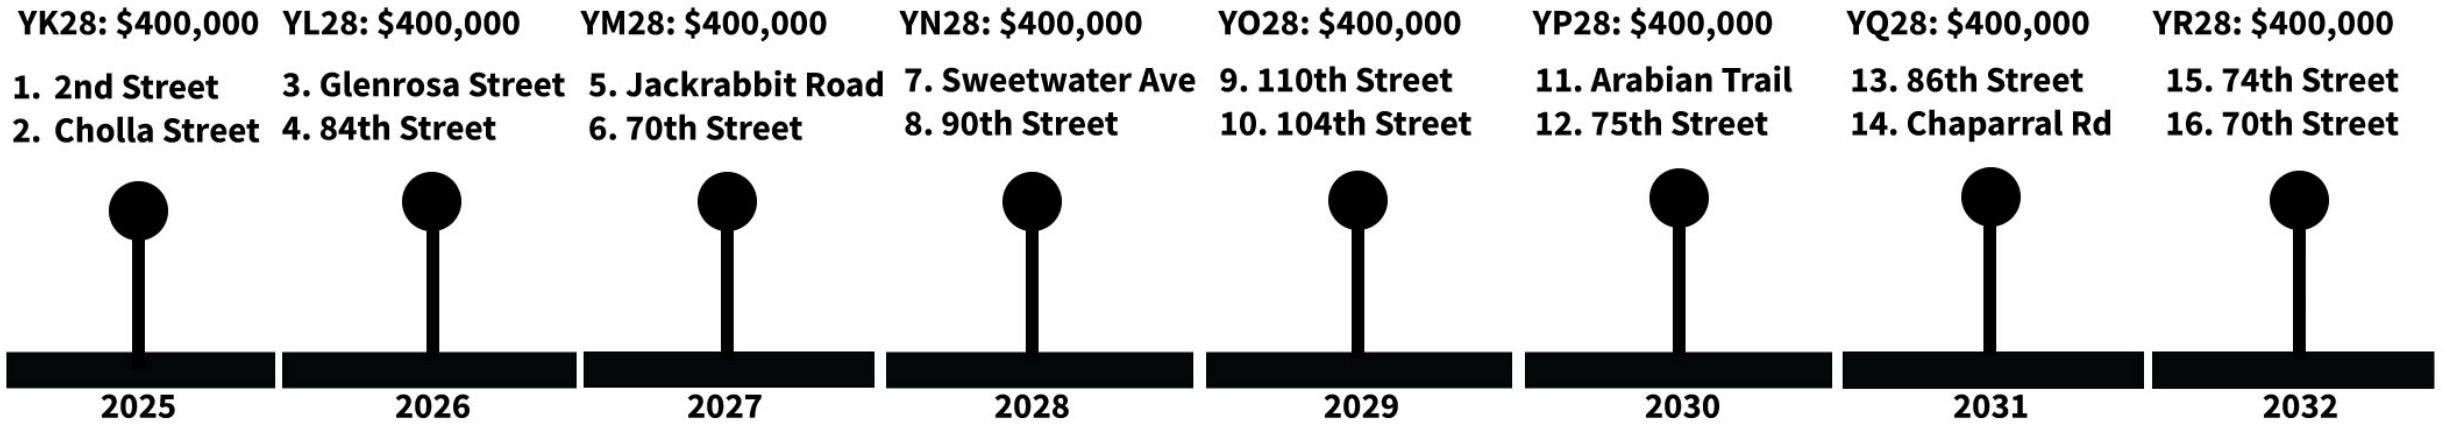 YK28: $400,000
1. 2nd Street
2. Cholla Street
2025
YL28: $400,000
3. Glenrosa Street
4. 84th Street
2026
YM28: $400,000
5. Jackrabbit Road
6. 70th Street
2027
YN28: $400,000
7. Sweetwater Ave
8. 90th Street
2028
YO28: $400,000
9. 110th Street
10. 104th Street
2029
YP28: $400,000
11. Arabian Trail
12. 75th Street
2030
YQ28: $400,000
13. 86th Street
14. Chaparral Rd
2031
YR28: $400,000
15. 74th Street
16. 70th Street
2032